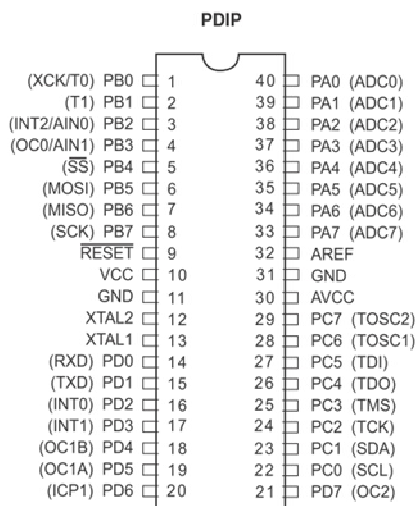 PDIP
(XCK/T0) PB0 1 40 PA0 (ADC0)
(T1) PB1 2 39 PA1 (ADC1)
(INT2/AIN0) PB2 3 38 PA2 (ADC2)
(OC0/AIN1) PB3 4 37 PA3 (ADC3)
(SS) PB4 5 36 PA4 (ADC4)
(MOSI) PB5 6 35 PA5 (ADC5)
(MISO) PB6 7 34 PA6 (ADC6)
(SCK) PB7 8 33 PA7 (ADC7)
RESET 9 32 AREF
VCC 10 31 GND
GND 11 30 AVCC
XTAL2 12 29 PC7 (TOSC2)
XTAL1 13 28 PC6 (TOSC1)
(RXD) PD0 14 27 PC5 (TDI)
(TXD) PD1 15 26 PC4 (TDO)
(INT0) PD2 16 25 PC3 (TMS)
(INT1) PD3 17 24 PC2 (TCK)
(OC1B) PD4 18 23 PC1 (SDA)
(OC1A) PD5 19 22 PC0 (SCL)
(ICP1) PD6 20 21 PD7 (OC2)